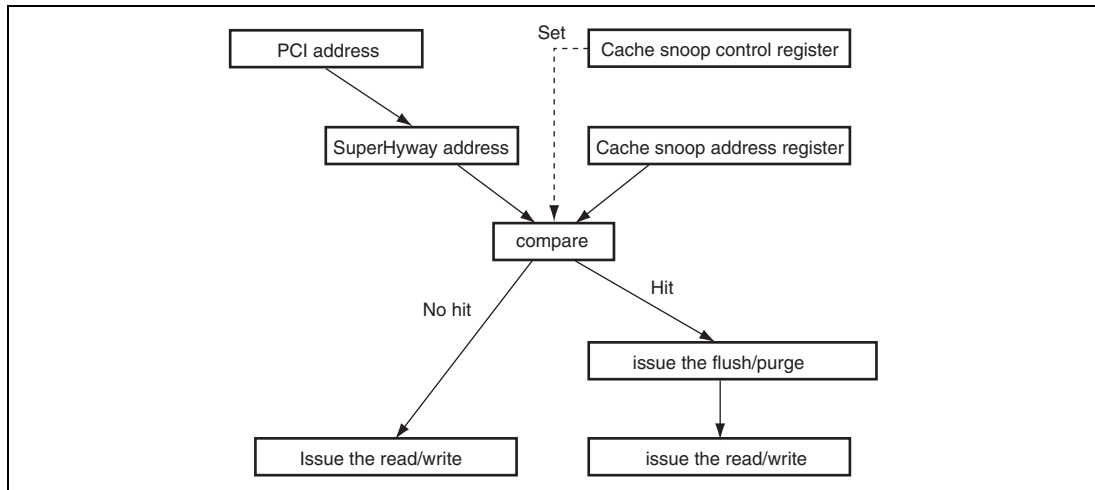 Set
PCI address
Cache snoop control register
SuperHyway address
Cache snoop address register
compare
Hit
No hit
issue the flush/purge
Issue the read/write
issue the read/write